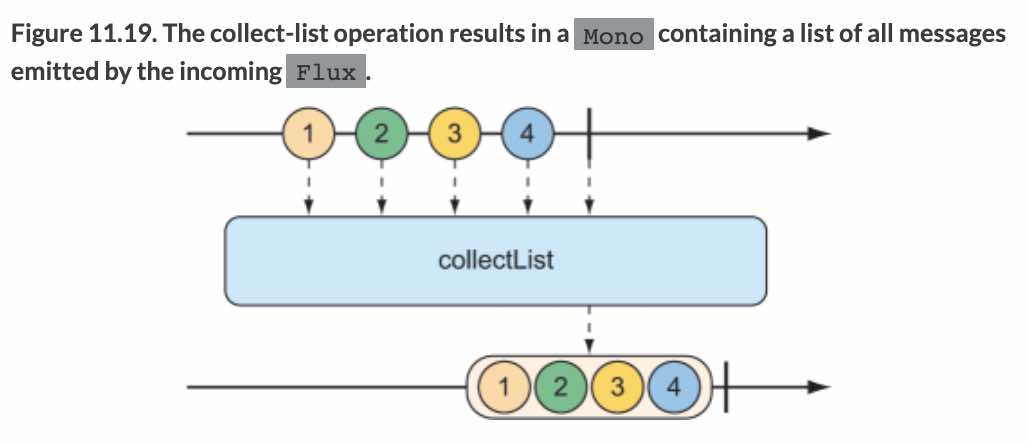 Figure 11.19. The collect-list operation results in a Mono containing a list of all messages
emitted by the incoming Flux.
1 2 3 4
collectList
1 2 3 4